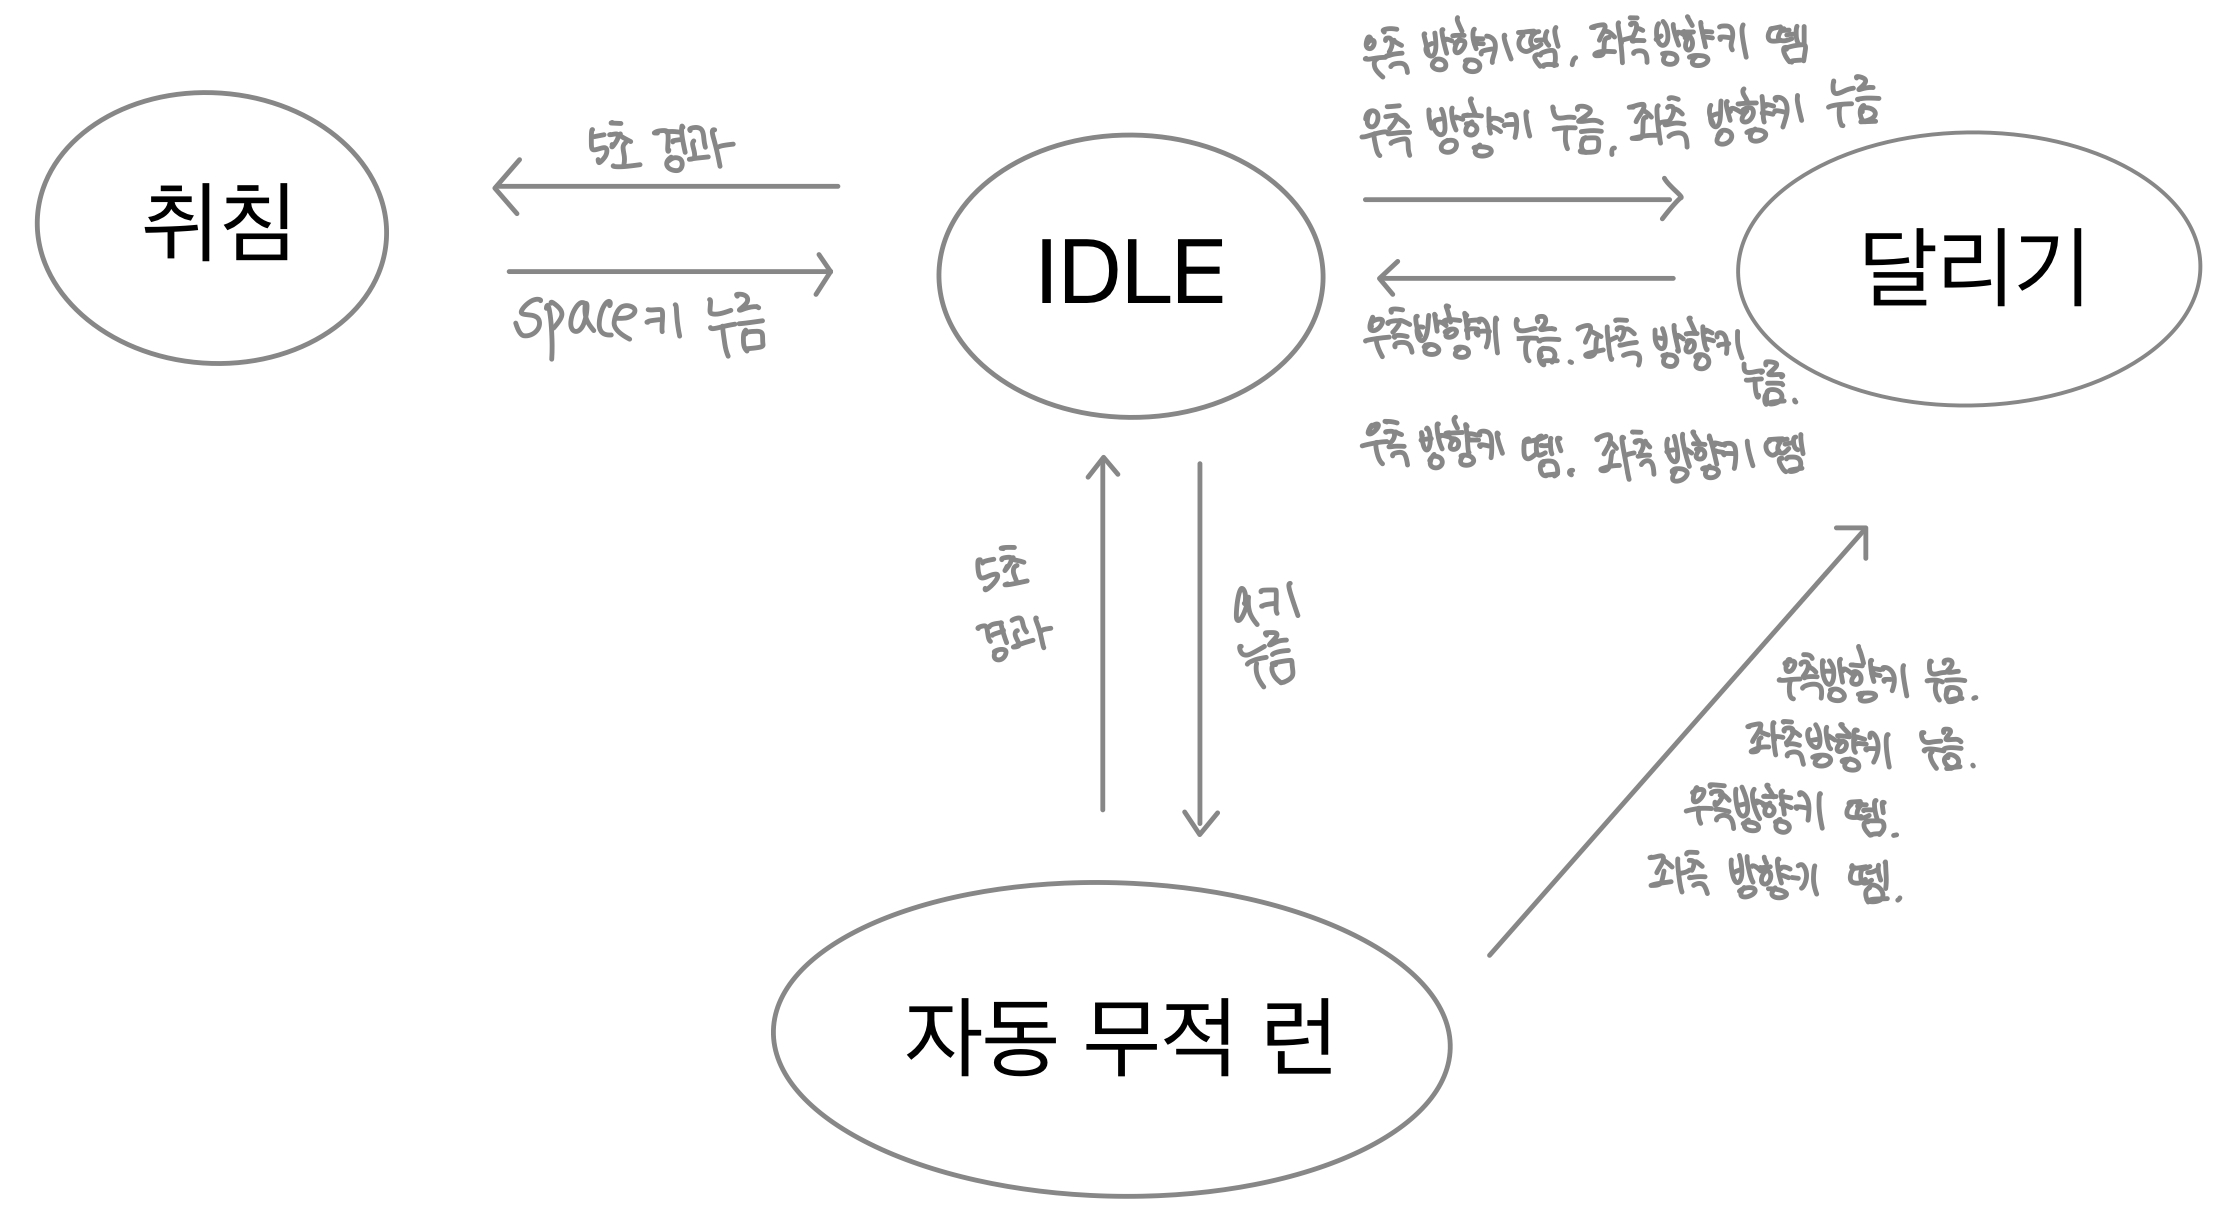 우측 방향키 뗌, 좌측방향키 뗌
우측 방향키 누름, 좌측 방향키 누름
5초 경과
취침
IDLE
달리기
space키 누름
우측방향키 누름. 좌측 방향키
누름.
우측 방향키 뗌. 좌측방향키 뗌
5초
경과
a키
누름
우측방향키 누름.
좌측방향키 누름.
우측방향키 뗌.
좌측 방향키 뗌.
자동 무적 런